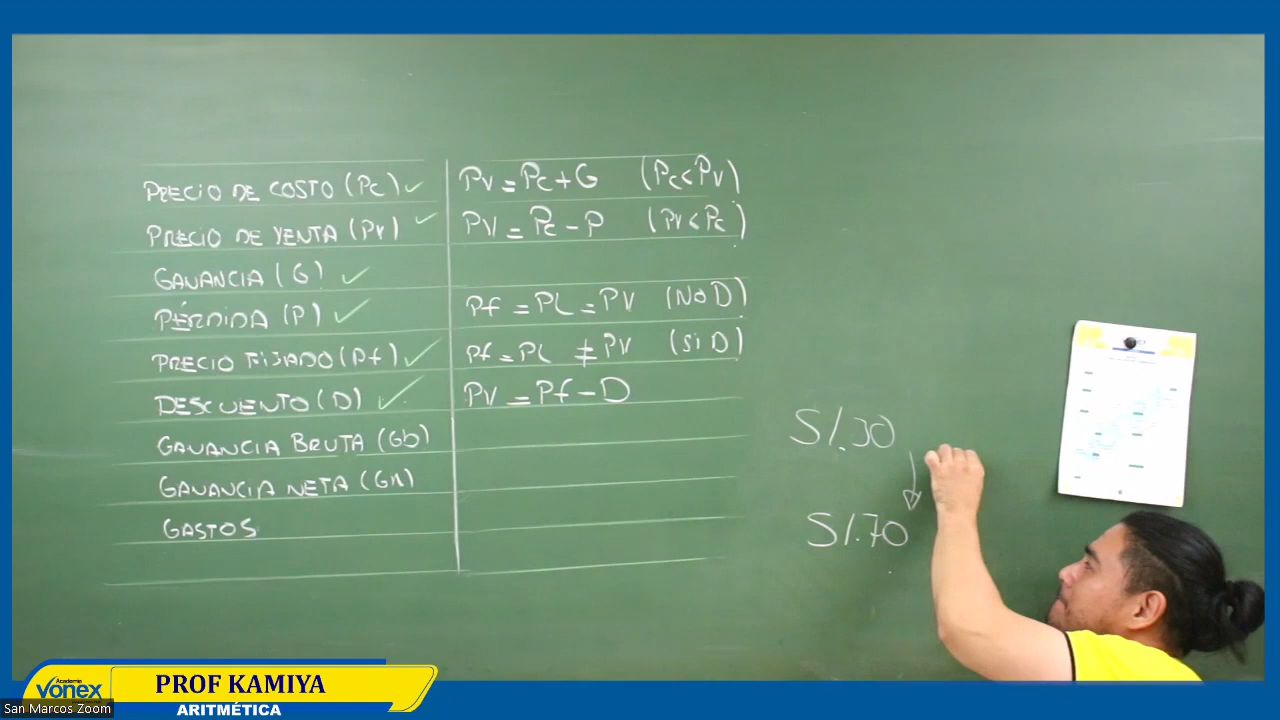 PRECIO DE COSTO (Pc) ✓
PV = Pc + G (Pc < PV)
PRECIO DE VENTA (PV) ✓
PV = Pc - P (PV < Pc)
GANANCIA (G) ✓
PÉRDIDA (P) ✓
Pf = PL = PV (NO D)
PRECIO FIJADO (Pf) ✓
Pf = PL ≠ PV (Si D)
DESCUENTO (D) ✓
PV = Pf - D
GANANCIA BRUTA (Gb)
GANANCIA NETA (GN)
GASTOS
S/.30
S/.70
Academia
vonex
PROF KAMIYA
ARITMÉTICA
San Marcos Zoom